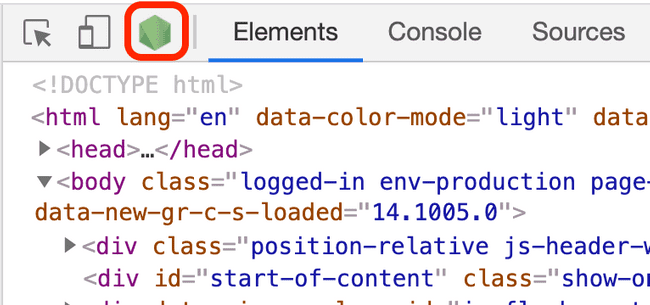 Elements Console Sources
<!DOCTYPE html>
<html lang="en" data-color-mode="light" data
<head>…</head>
<body class="logged-in env-production page-
data-new-gr-c-s-loaded="14.1005.0">
<div class="position-relative js-header-w
<div id="start-of-content" class="show-o